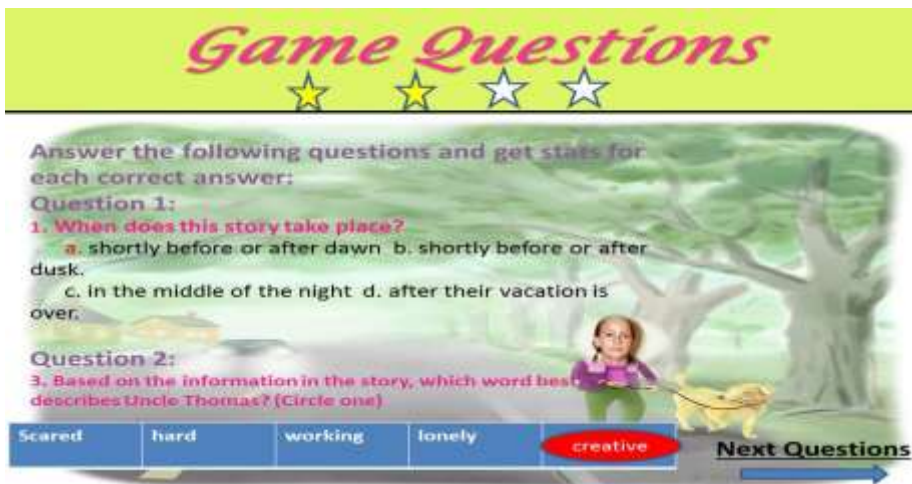 Game Questions
Answer the following questions and get stats for
each correct answer:
Question 1:
1. When does this story take place?
a. shortly before or after dawn b. shortly before or after
dusk.
c. in the middle of the night d. after their vacation is
over.
Question 2:
3. Based on the information in the story, which word best
describes Uncle Thomas? (Circle one)
Scared hard working lonely creative
Next Questions